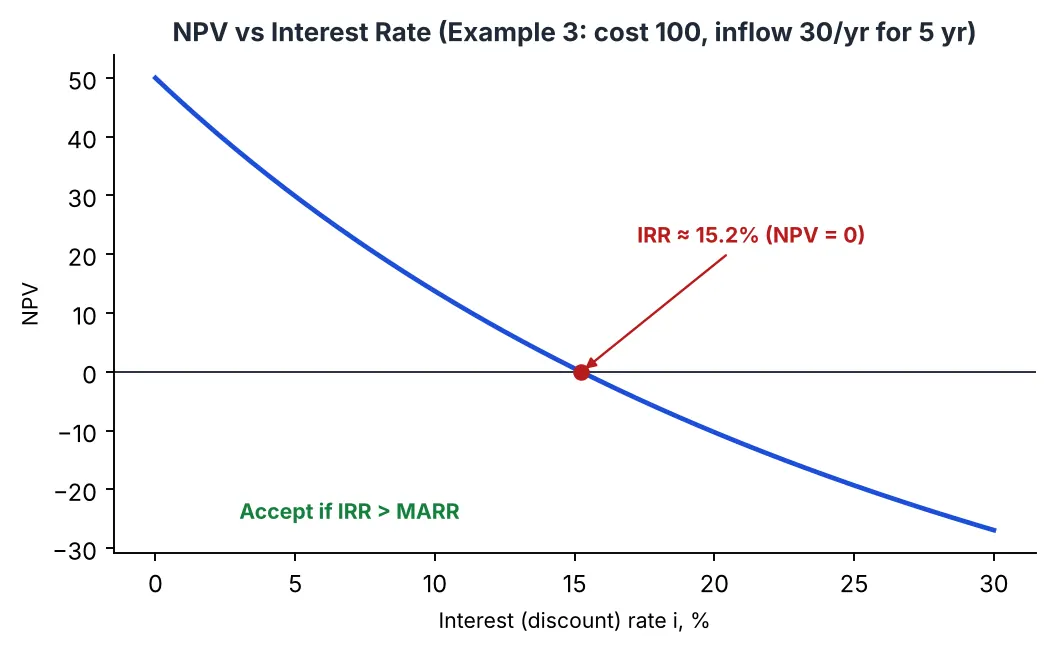 NPV vs Interest Rate (Example 3: cost 100, inflow 30/yr for 5 yr)
50
40
30
20
10
0
−10
−20
−30
NPV
IRR ≈ 15.2% (NPV = 0)
Accept if IRR > MARR
0 5 10 15 20 25 30
Interest (discount) rate i, %